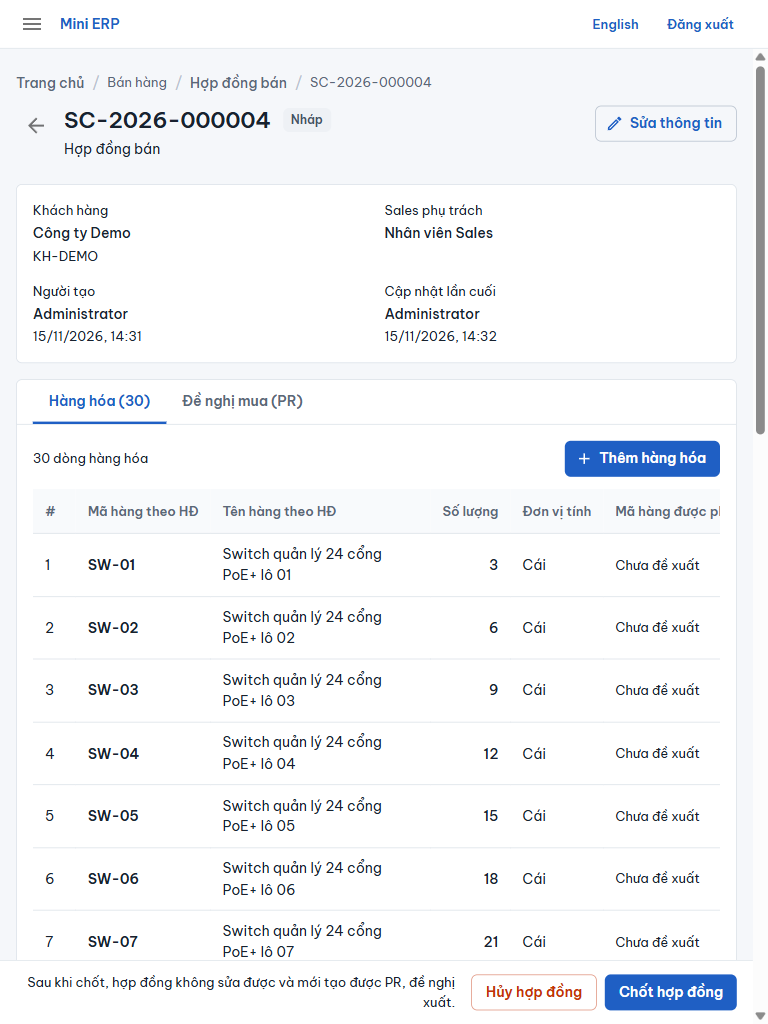 Mini ERP
English
Đăng xuất
Trang chủ / Bán hàng / Hợp đồng bán / SC-2026-000004
SC-2026-000004
Nháp
Sửa thông tin
Hợp đồng bán
Khách hàng
Công ty Demo
KH-DEMO
Sales phụ trách
Nhân viên Sales
Người tạo
Administrator
15/11/2026, 14:31
Cập nhật lần cuối
Administrator
15/11/2026, 14:32
Hàng hóa (30)
Đề nghị mua (PR)
30 dòng hàng hóa
+ Thêm hàng hóa
# Mã hàng theo HĐ Tên hàng theo HĐ Số lượng Đơn vị tính Mã hàng được
1 SW-01 Switch quản lý 24 cổng 3 Cái Chưa đề xuất
PoE+ lô 01
2 SW-02 Switch quản lý 24 cổng 6 Cái Chưa đề xuất
PoE+ lô 02
3 SW-03 Switch quản lý 24 cổng 9 Cái Chưa đề xuất
PoE+ lô 03
4 SW-04 Switch quản lý 24 cổng 12 Cái Chưa đề xuất
PoE+ lô 04
5 SW-05 Switch quản lý 24 cổng 15 Cái Chưa đề xuất
PoE+ lô 05
6 SW-06 Switch quản lý 24 cổng 18 Cái Chưa đề xuất
PoE+ lô 06
7 SW-07 Switch quản lý 24 cổng 21 Cái Chưa đề xuất
PoE+ lô 07
Sau khi chốt, hợp đồng không sửa được và mới tạo được PR, đề nghị
xuất.
Hủy hợp đồng
Chốt hợp đồng